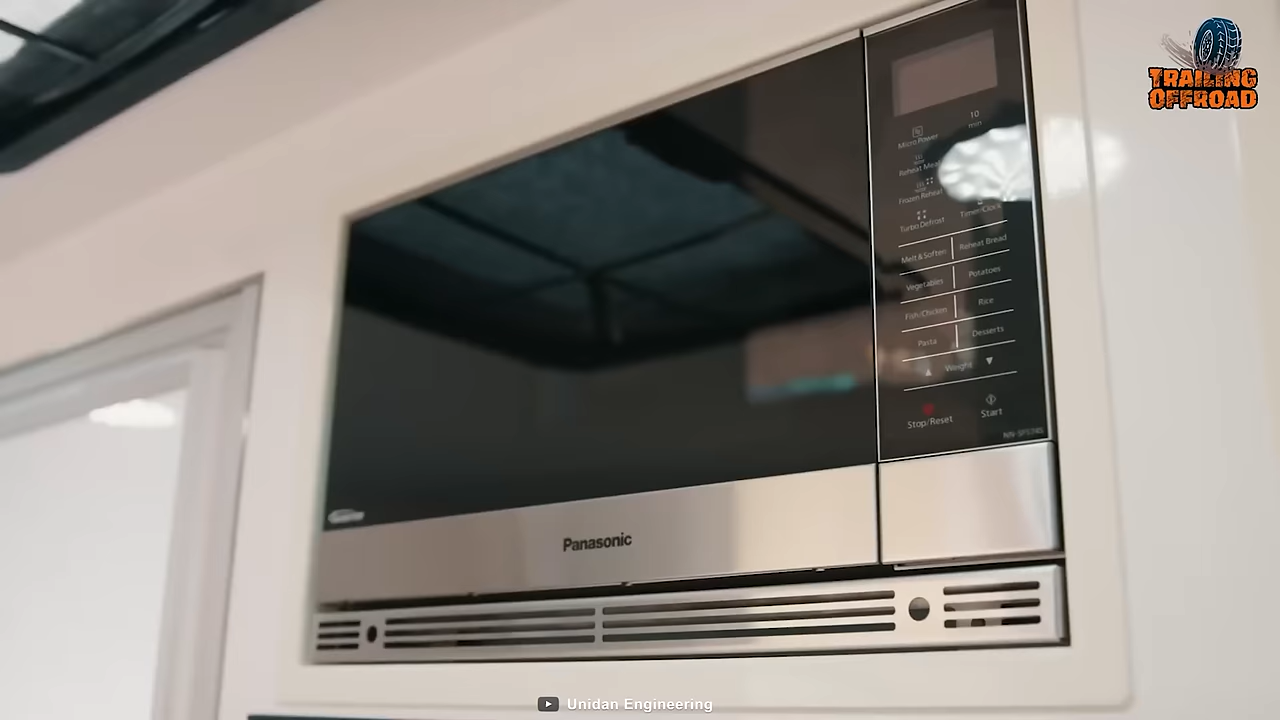 TRAILING
OFFROAD
10
min
Micro Power
Reheat Meal
Frozen Reheat
Turbo Defrost
Timer/Clock
Melt & Soften
Reheat Bread
Vegetables
Potatoes
Fish/Chicken
Rice
Pasta
Desserts
Weight
Stop/Reset
Start
Panasonic
Unidan Engineering